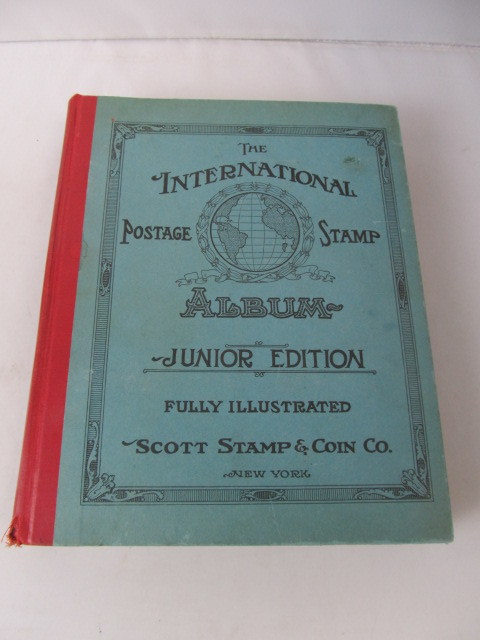 THE
INTERNATIONAL
POSTAGE STAMP
ALBUM
JUNIOR EDITION
FULLY ILLUSTRATED
SCOTT STAMP & COIN CO.
NEW YORK